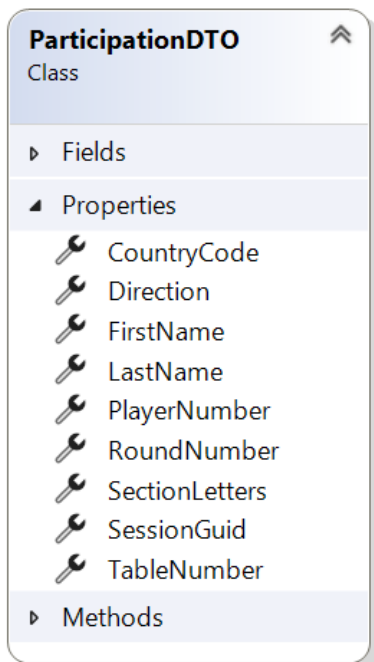 ParticipationDTO
Class
Fields
Properties
CountryCode
Direction
FirstName
LastName
PlayerNumber
RoundNumber
SectionLetters
SessionGuid
TableNumber
Methods